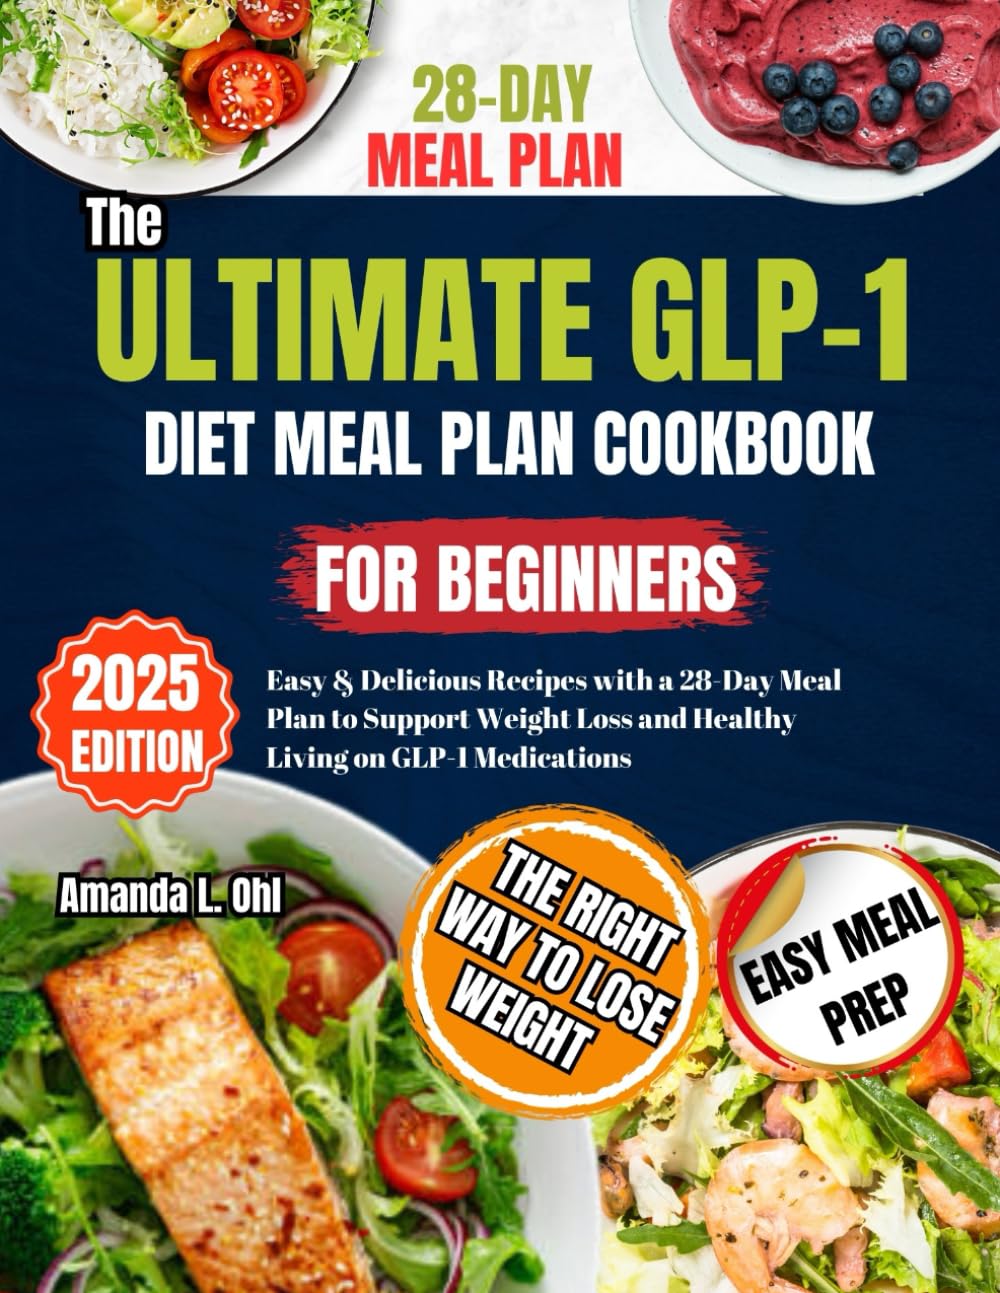 28-DAY
MEAL PLAN
The
ULTIMATE GLP-1
DIET MEAL PLAN COOKBOOK
FOR BEGINNERS
2025
EDITION
Easy & Delicious Recipes with a 28-Day Meal
Plan to Support Weight Loss and Healthy
Living on GLP-1 Medications
Amanda L. Ohl
THE RIGHT
WAY TO LOSE
WEIGHT
EASY MEAL
PREP